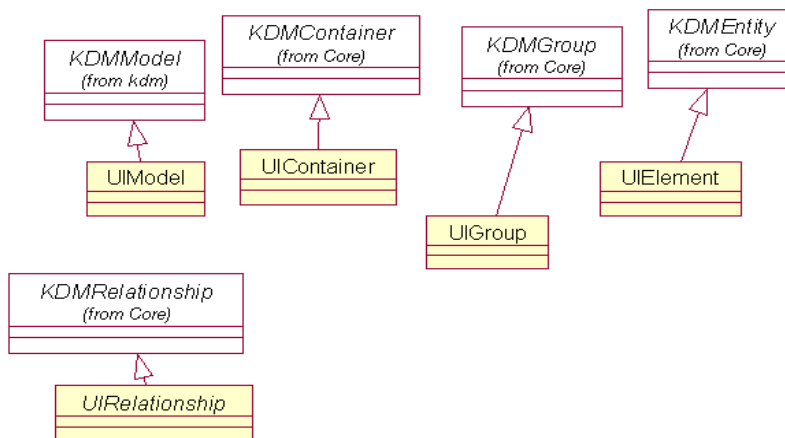 KDMModel
(from kdm)
KDMContainer
(from Core)
KDMGroup
(from Core)
KDMEntity
(from Core)
UIModel
UIContainer
UIGroup
UIElement
KDMRelationship
(from Core)
UIRelationship